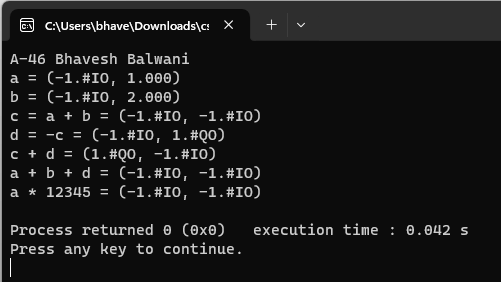 C:\Users\bhave\Downloads\cs
A-46 Bhavesh Balwani
a = (-1.#IO, 1.000)
b = (-1.#IO, 2.000)
c = a + b = (-1.#IO, -1.#IO)
d = -c = (-1.#IO, 1.#QO)
c + d = (1.#QO, -1.#IO)
a + b + d = (-1.#IO, -1.#IO)
a * 12345 = (-1.#IO, -1.#IO)
Process returned 0 (0x0)   execution time : 0.042 s
Press any key to continue.